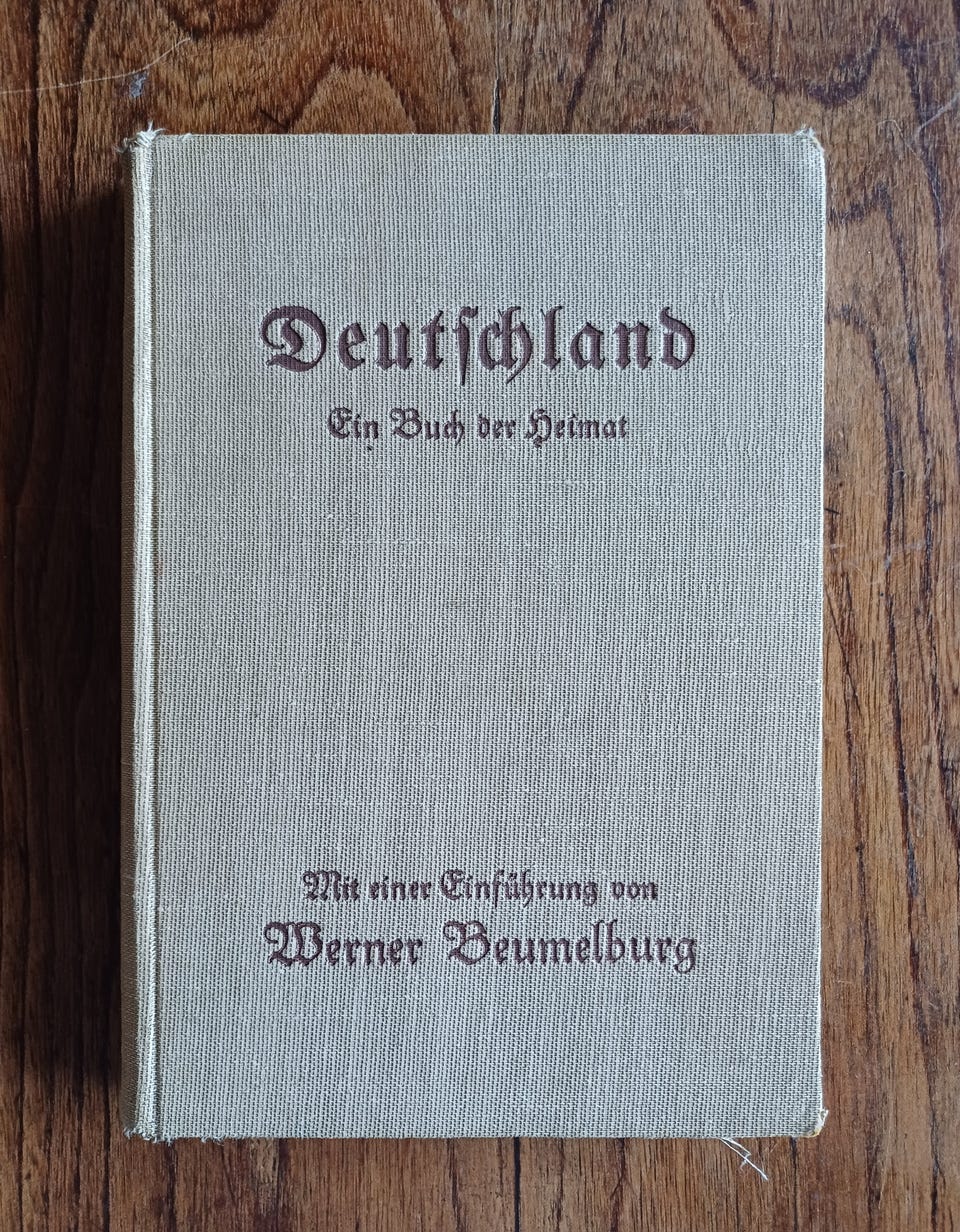 Deutſchland
Ein Buch der Heimat
Mit einer Einführung von
Werner Beumelburg